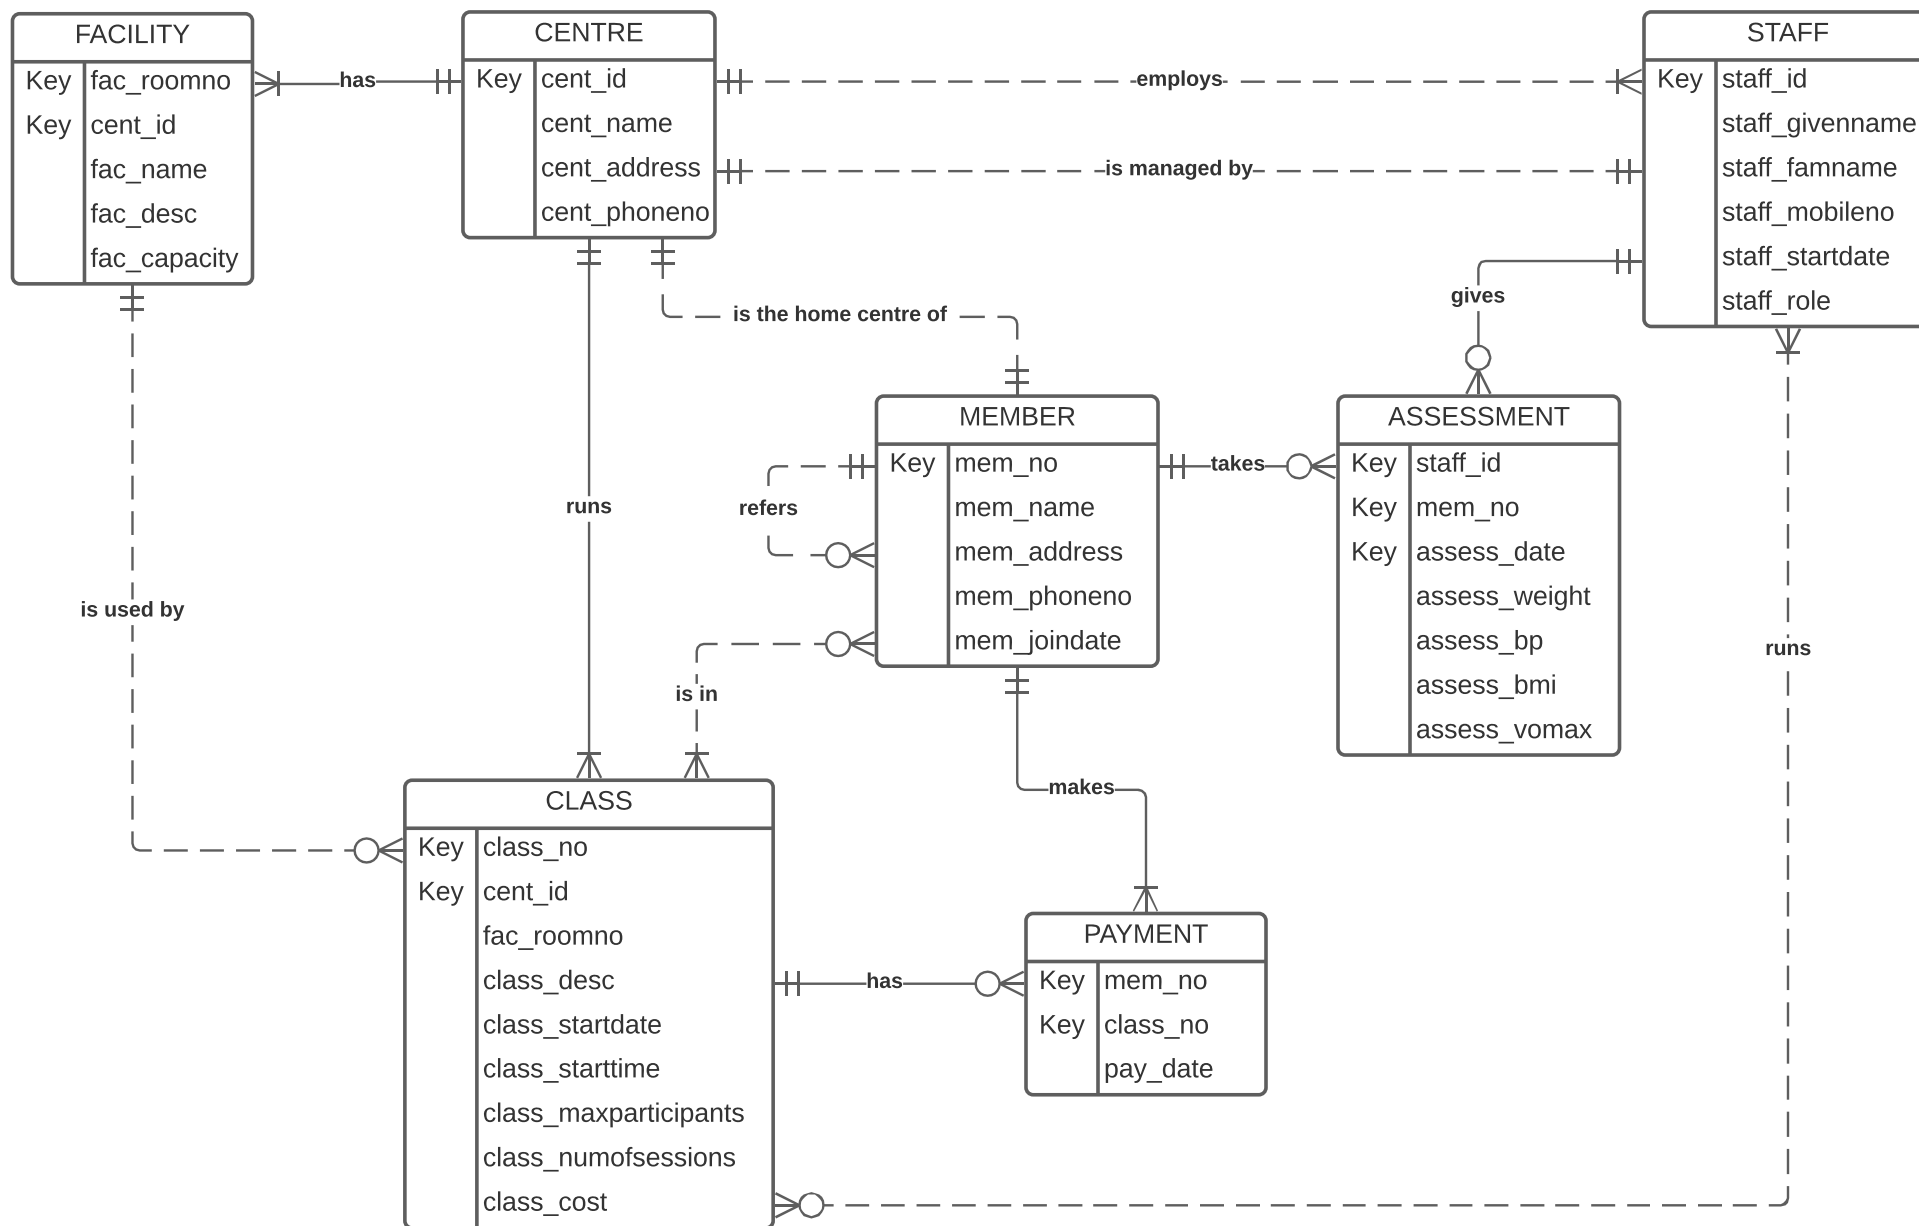 FACILITY
Key fac_roomno
Key cent_id
fac_name
fac_desc
fac_capacity
has
CENTRE
Key cent_id
cent_name
cent_address
cent_phoneno
employs
is managed by
STAFF
Key staff_id
staff_givenname
staff_famname
staff_mobileno
staff_startdate
staff_role
gives
is the home centre of
MEMBER
Key mem_no
mem_name
mem_address
mem_phoneno
mem_joindate
refers
takes
ASSESSMENT
Key staff_id
Key mem_no
Key assess_date
assess_weight
assess_bp
assess_bmi
assess_vomax
runs
is used by
is in
runs
makes
CLASS
Key class_no
Key cent_id
fac_roomno
class_desc
class_startdate
class_starttime
class_maxparticipants
class_numofsessions
class_cost
has
PAYMENT
Key mem_no
Key class_no
pay_date